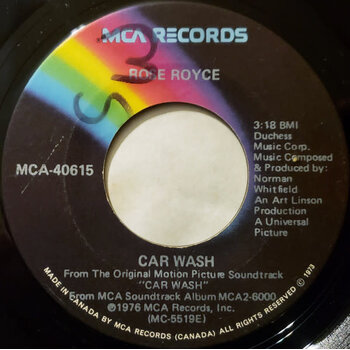 MCA RECORDS
ROSE ROYCE
SW
MCA-40615
3:18 BMI
Duchess
Music Corp.
Music Composed
& Produced by:
Norman
Whitfield
An Art Linson
Production
A Universal
Picture
CAR WASH
From The Original Motion Picture Soundtrack
"CAR WASH"
From MCA Soundtrack Album MCA2-6000
©1976 MCA Records, Inc.
(MC-5519E)
MADE IN CANADA BY MCA RECORDS (CANADA) ALL RIGHTS RESERVED © 1973